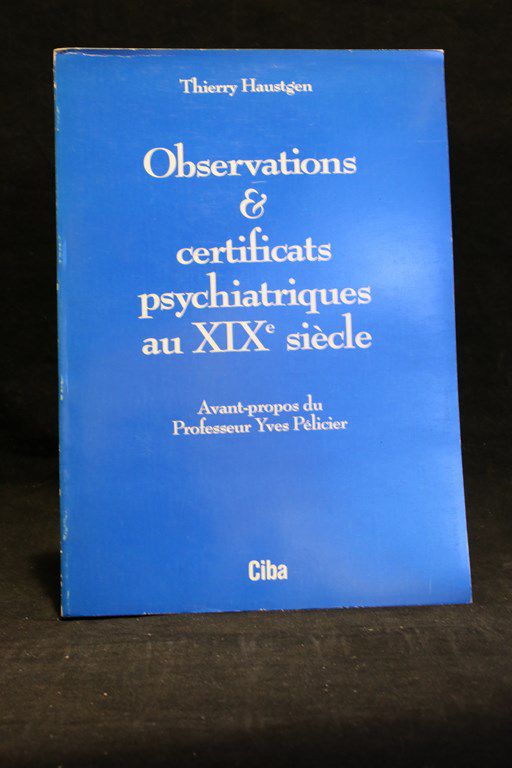 Thierry Haustgen
Observations
&
certificats
psychiatriques
au XIXe siècle
Avant-propos du
Professeur Yves Pélicier
Ciba